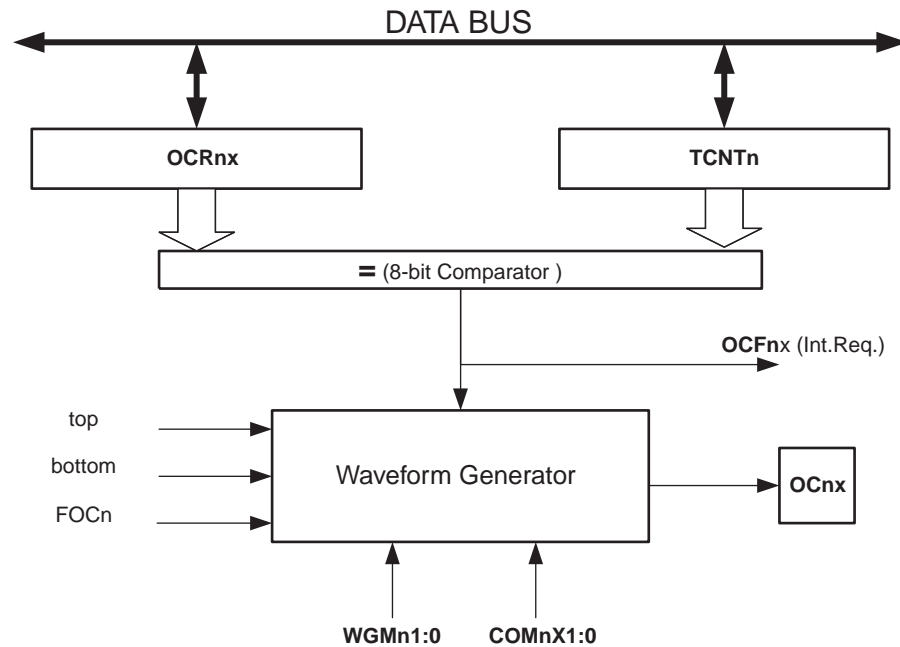 DATA BUS
OCRnx
TCNTn
= (8-bit Comparator )
OCFnx (Int.Req.)
top
bottom
FOCn
Waveform Generator
OCnx
WGMn1:0
COMnX1:0